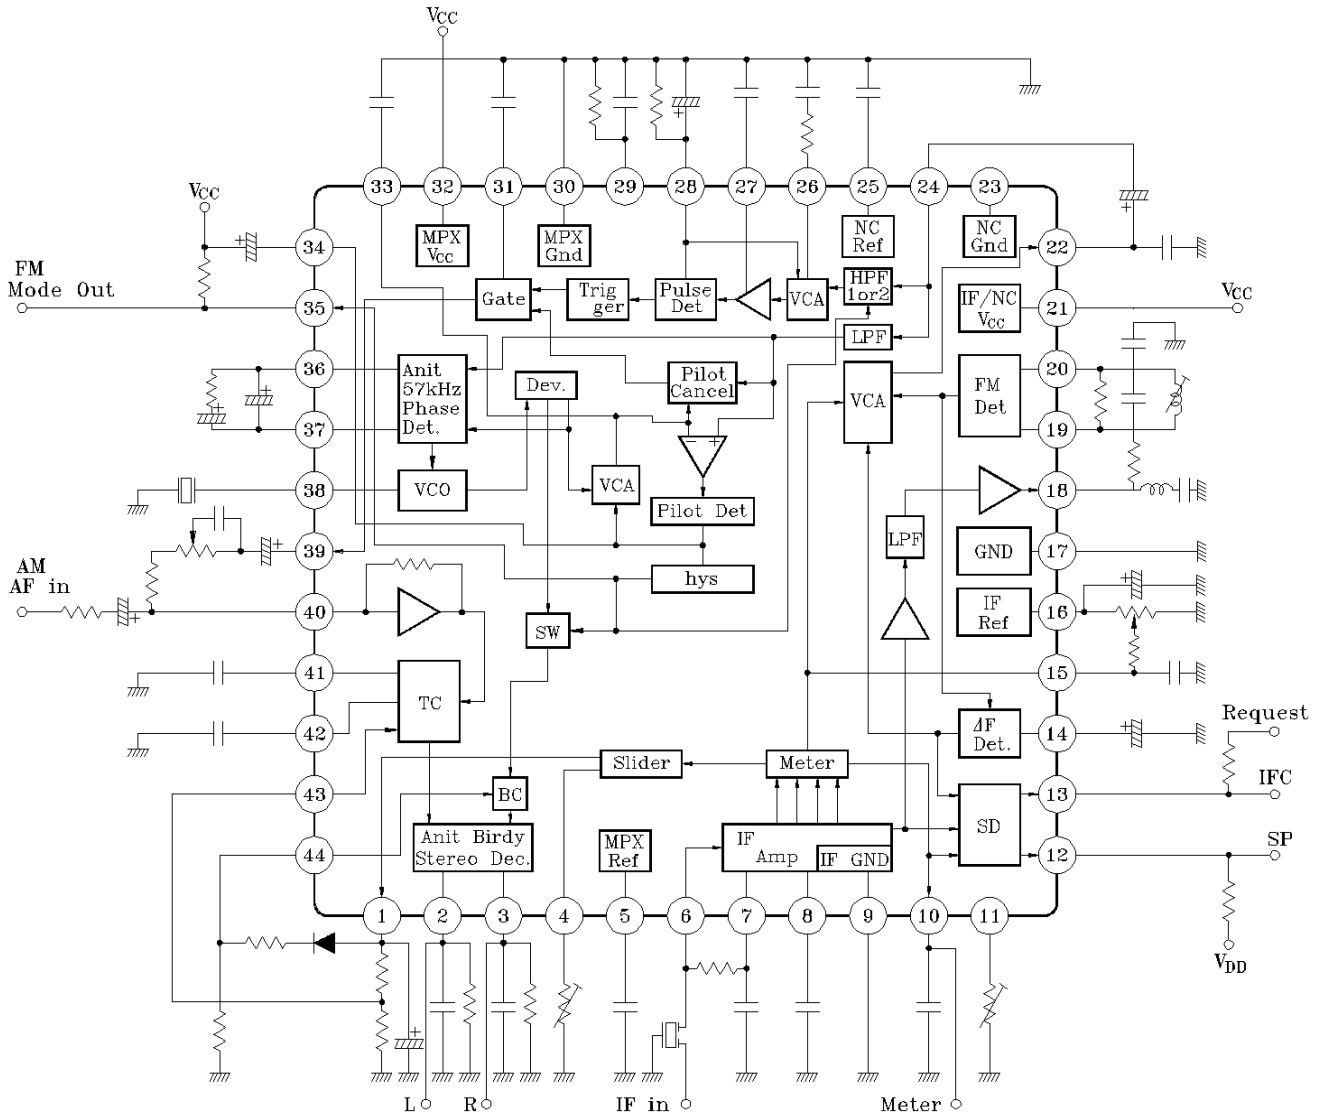 VCC
33
32
31
30
29
28
27
26
25
24
23
VCC
34
MPX
VCC
MPX
Gnd
NC
Ref
NC
Gnd
22
FM
Mode Out
35
Gate
Trig
ger
Pulse
Det
VCA
HPF
1or2
IF/NC
VCC
21
VCC
LPF
36
Anit
57kHz
Phase
Det.
Dev.
Pilot
Cancel
VCA
FM
Det
20
37
− +
19
38
VCO
VCA
Pilot Det
18
LPF
39
GND
17
AM
AF in
hys
40
SW
IF
Ref
16
41
TC
15
42
ΔF
Det.
14
Request
43
Slider
Meter
BC
SD
13
IFC
44
Anit Birdy
Stereo Dec.
MPX
Ref
IF
Amp
IF GND
12
SP
1
2
3
4
5
6
7
8
9
10
11
VDD
L
R
IF in
Meter
+
+
+
+
+
+
+
+
+
+
+